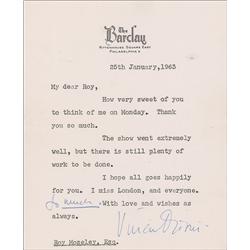 The
Barclay
RITTENHOUSE SQUARE EAST
PHILADELPHIA 3
25th January, 1963
My dear Roy,
How very sweet of you
to think of me on Monday. Thank
you so much.
The show went extremely
well, but there is still plenty of
work to be done.
I hope all goes happily
for you. I miss London, and everyone.
So much. With love and wishes as
always.
Vivien
Roy Moseley, Esq.